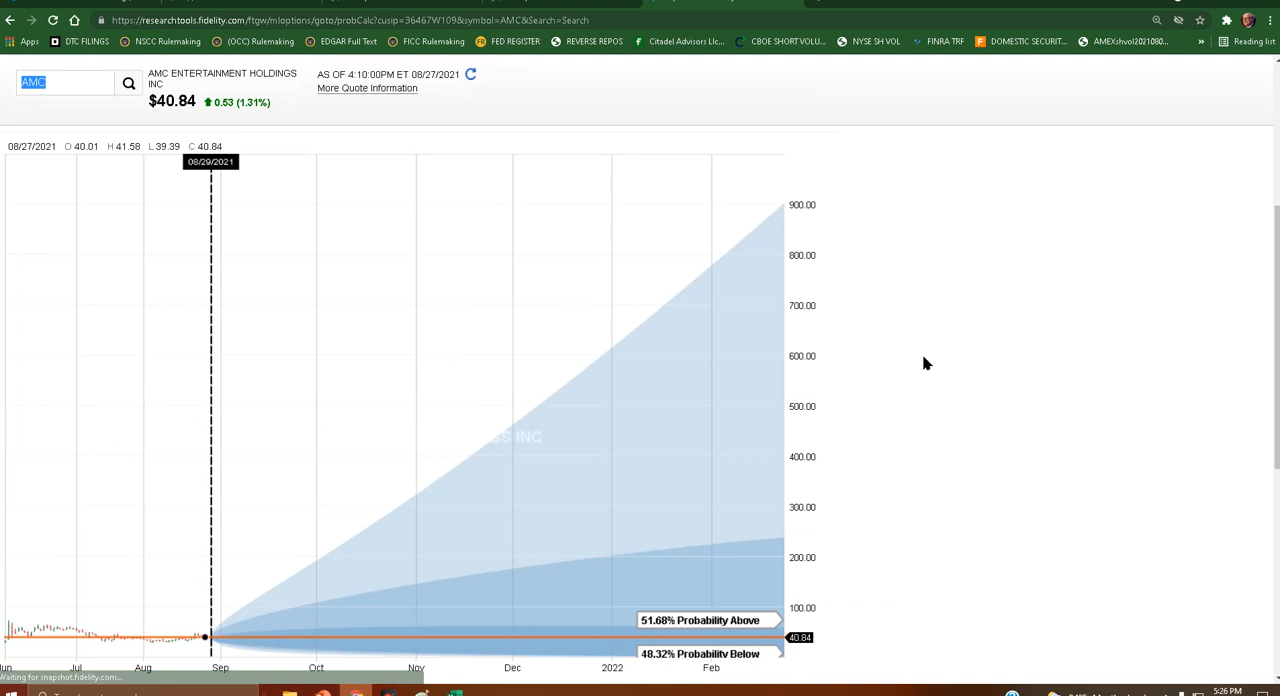 https://researchtools.fidelity.com/ftgw/mloptions/goto/probCalc?cusip=36467W109&symbol=AMC&Search=Search
Apps DTC FILINGS NSCC Rulemaking (OCC) Rulemaking EDGAR Full Text FICC Rulemaking FED REGISTER REVERSE REPOS Citadel Advisors Llc... CBOE SHORT VOLU... NYSE SH VOL FINRA TRF DOMESTIC SECURIT... AMEXshvol2021080... » Reading list
AMC
AMC ENTERTAINMENT HOLDINGS
INC
$40.84 0.53 (1.31%)
AS OF 4:10:00PM ET 08/27/2021
More Quote Information
08/27/2021 O 40.01 H 41.58 L 39.39 C 40.84
08/29/2021
900.00
800.00
700.00
600.00
500.00
INC
400.00
300.00
200.00
100.00
51.68% Probability Above
40.84
48.32% Probability Below
Jul Aug Sep Oct Nov Dec 2022 Feb
Waiting for snapshot.fidelity.com...
5:26 PM